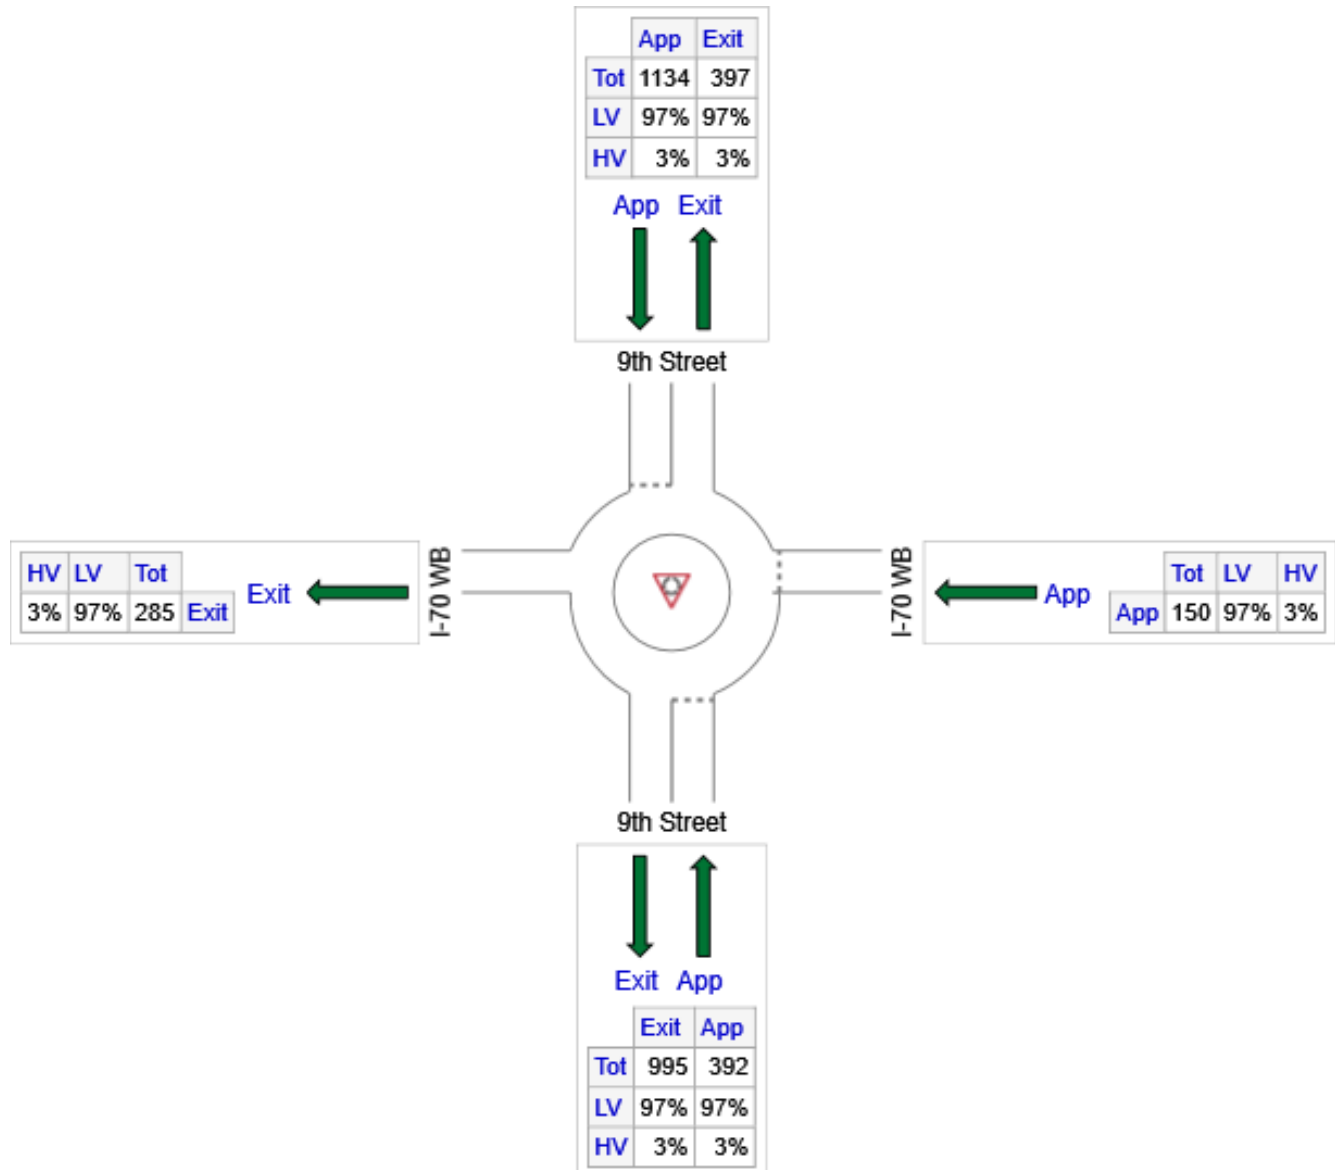 App Exit
Tot 1134 397
LV 97% 97%
HV 3% 3%
App Exit
9th Street
HV LV Tot
3% 97% 285 Exit
Exit
I-70 WB
I-70 WB
App
Tot LV HV
App 150 97% 3%
9th Street
Exit App
Exit App
Tot 995 392
LV 97% 97%
HV 3% 3%